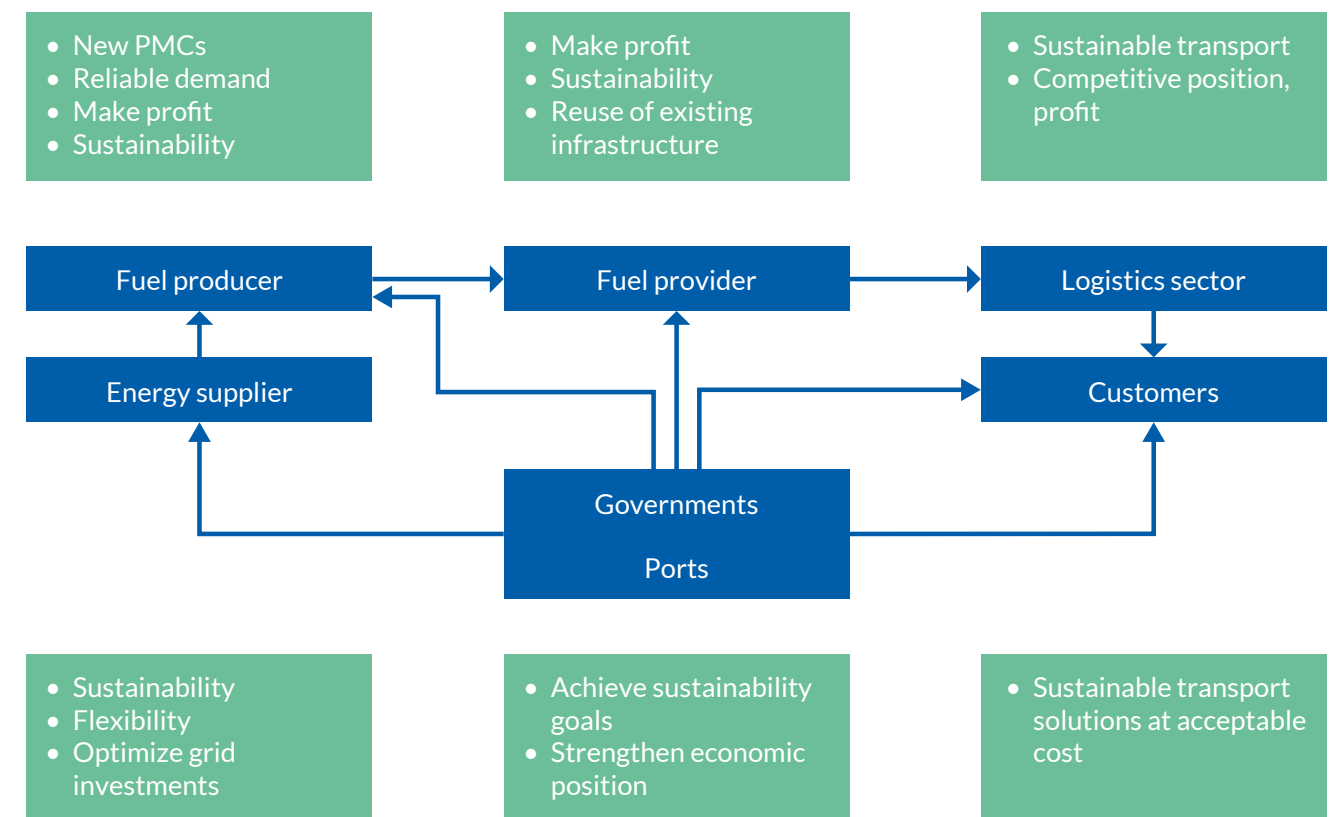 • New PMCs
• Reliable demand
• Make profit
• Sustainability
• Make profit
• Sustainability
• Reuse of existing
infrastructure
• Sustainable transport
• Competitive position,
profit
Fuel producer
Fuel provider
Logistics sector
Energy supplier
Customers
Governments
Ports
• Sustainability
• Flexibility
• Optimize grid
investments
• Achieve sustainability
goals
• Strengthen economic
position
• Sustainable transport
solutions at acceptable
cost